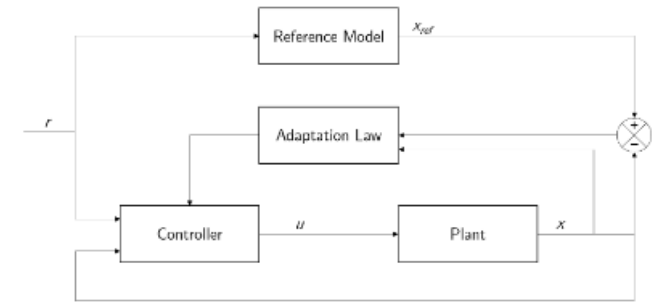 Reference Model
x_ref
r
+
Adaptation Law
−
Controller
u
Plant
x